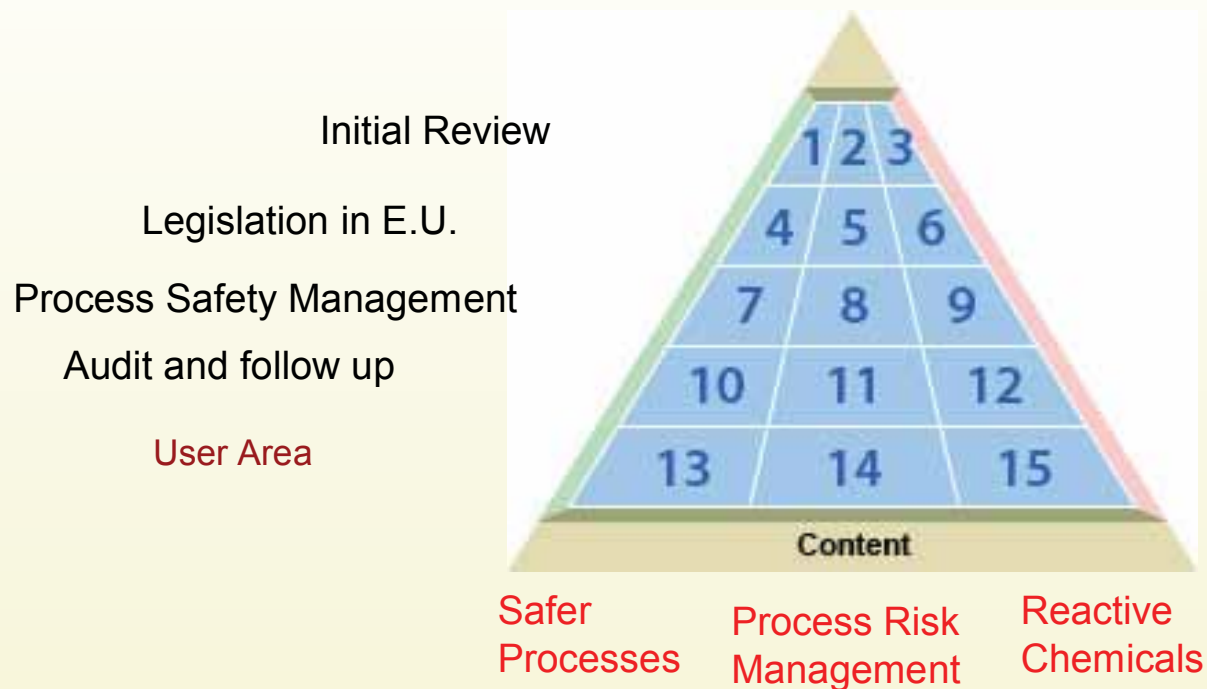 Initial Review
1 2 3
Legislation in E.U.
4 5 6
Process Safety Management
7 8 9
Audit and follow up
10 11 12
User Area
13 14 15
Content
Safer
Processes
Process Risk
Management
Reactive
Chemicals